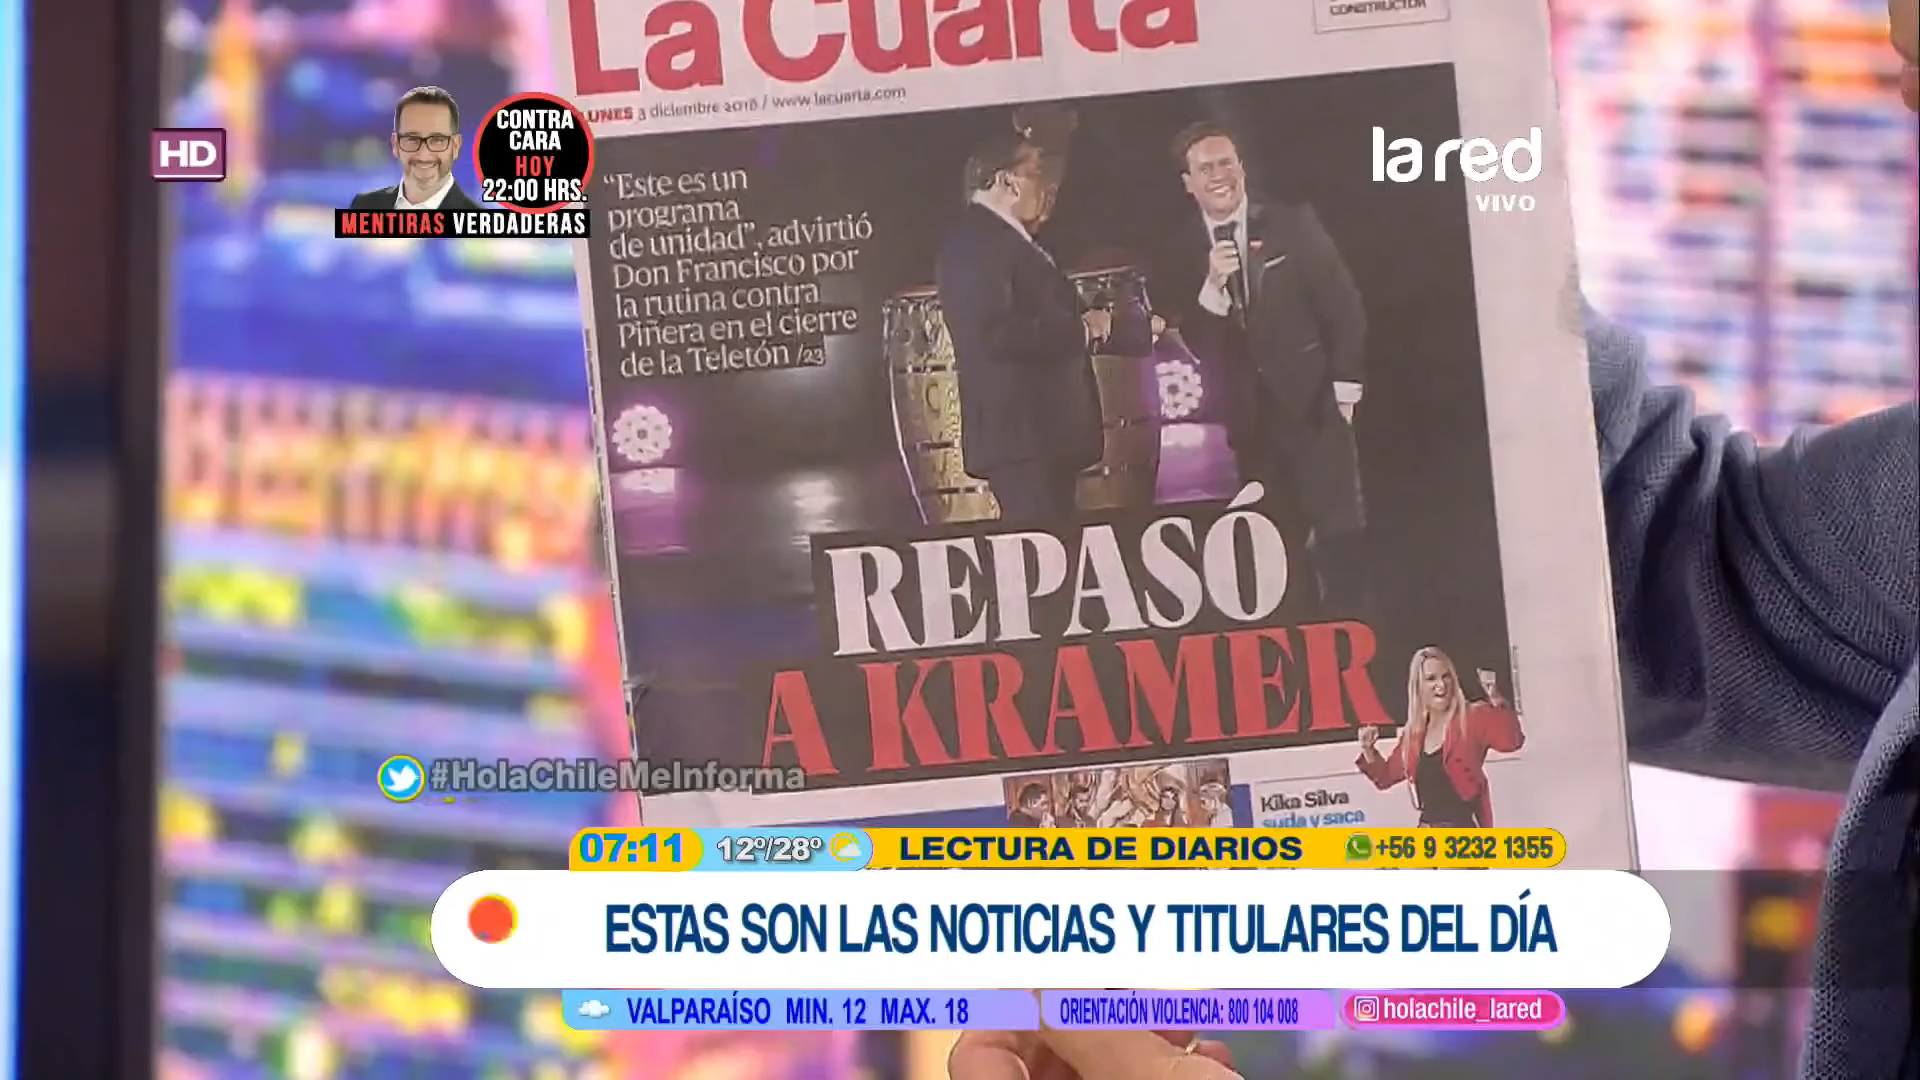 La Cuarta
CONSTRUCTOR
LUNES 3 diciembre 2018 / www.lacuarta.com
HD
CONTRA
CARA
HOY
22:00 HRS.
MENTIRAS VERDADERAS
la red
VIVO
“Este es un
programa
de unidad”, advirtió
Don Francisco por
la rutina contra
Piñera en el cierre
de la Teletón /23
REPASÓ
A KRAMER
#HolaChileMeInforma
Kika Silva
suda y saca
07:11 12º/28º LECTURA DE DIARIOS +56 9 3232 1355
ESTAS SON LAS NOTICIAS Y TITULARES DEL DÍA
VALPARAÍSO MIN. 12 MAX. 18 ORIENTACIÓN VIOLENCIA: 800 104 008 holachile_lared